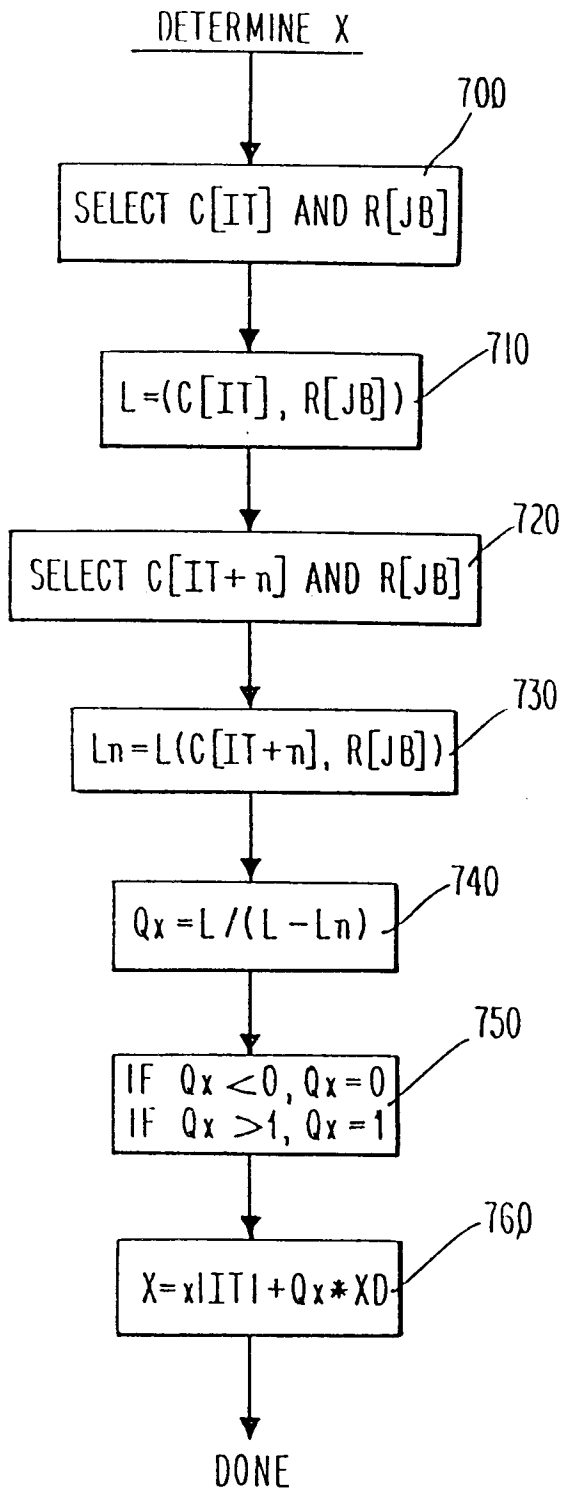 DETERMINE X
700
SELECT C[IT] AND R[JB]
710
L=(C[IT], R[JB])
720
SELECT C[IT+n] AND R[JB]
730
Ln=L(C[IT+n], R[JB])
740
Qx=L/(L-Ln)
750
IF Qx<0, Qx=0
IF Qx>1, Qx=1
760
X=x|IT|+Qx*XD
DONE